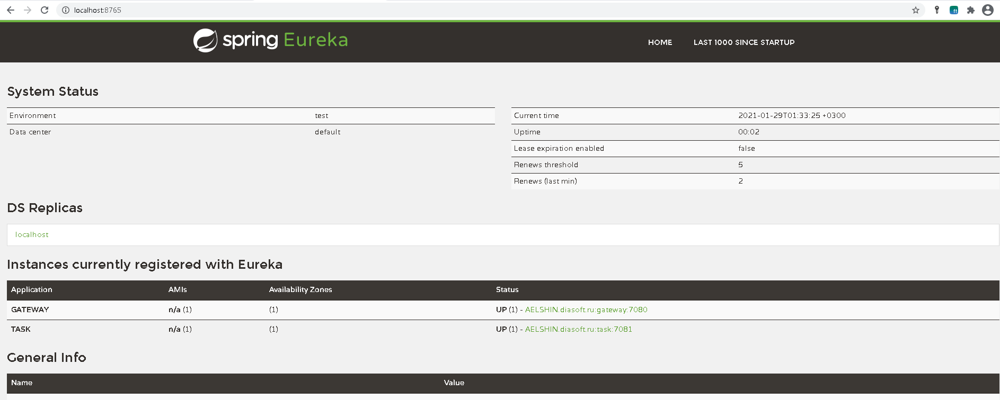 localhost:8765
spring Eureka
HOME LAST 1000 SINCE STARTUP
System Status
Environment test
Data center default
Current time 2021-01-29T01:33:25 +0300
Uptime 00:02
Lease expiration enabled false
Renews threshold 5
Renews (last min) 2
DS Replicas
localhost
Instances currently registered with Eureka
Application AMIs Availability Zones Status
GATEWAY n/a (1) (1) UP (1) - AELSHIN.diasoft.ru:gateway:7080
TASK n/a (1) (1) UP (1) - AELSHIN.diasoft.ru:task:7081
General Info
Name Value